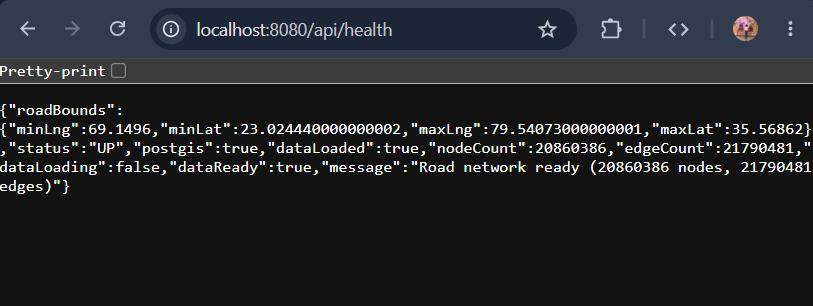 localhost:8080/api/health
Pretty-print
{"roadBounds":
{"minLng":69.1496,"minLat":23.024440000000002,"maxLng":79.54073000000001,"maxLat":35.56862}
,"status":"UP","postgis":true,"dataLoaded":true,"nodeCount":20860386,"edgeCount":21790481,"
dataLoading":false,"dataReady":true,"message":"Road network ready (20860386 nodes, 21790481
edges)"}